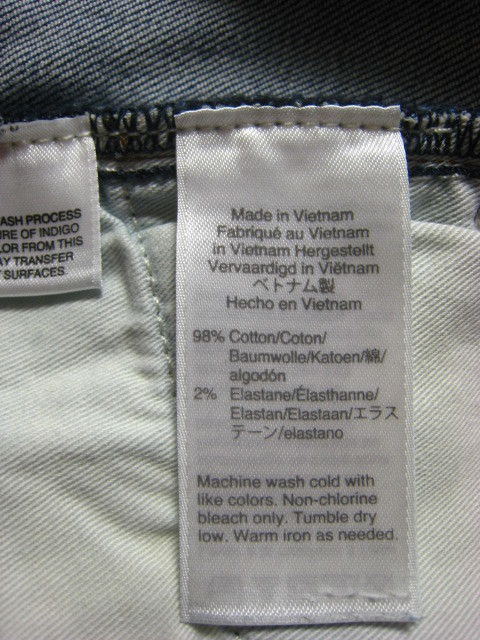 ASH PROCESS
URE OF INDIGO
LOR FROM THIS
AY TRANSFER
T SURFACES.
Made in Vietnam
Fabriqué au Vietnam
in Vietnam Hergestellt
Vervaardigd in Viëtnam
ベトナム製
Hecho en Vietnam
98% Cotton/Coton/
Baumwolle/Katoen/綿/
algodón
2% Elastane/Élasthanne/
Elastan/Elastaan/エラス
テーン/elastano
Machine wash cold with
like colors. Non-chlorine
bleach only. Tumble dry
low. Warm iron as needed.